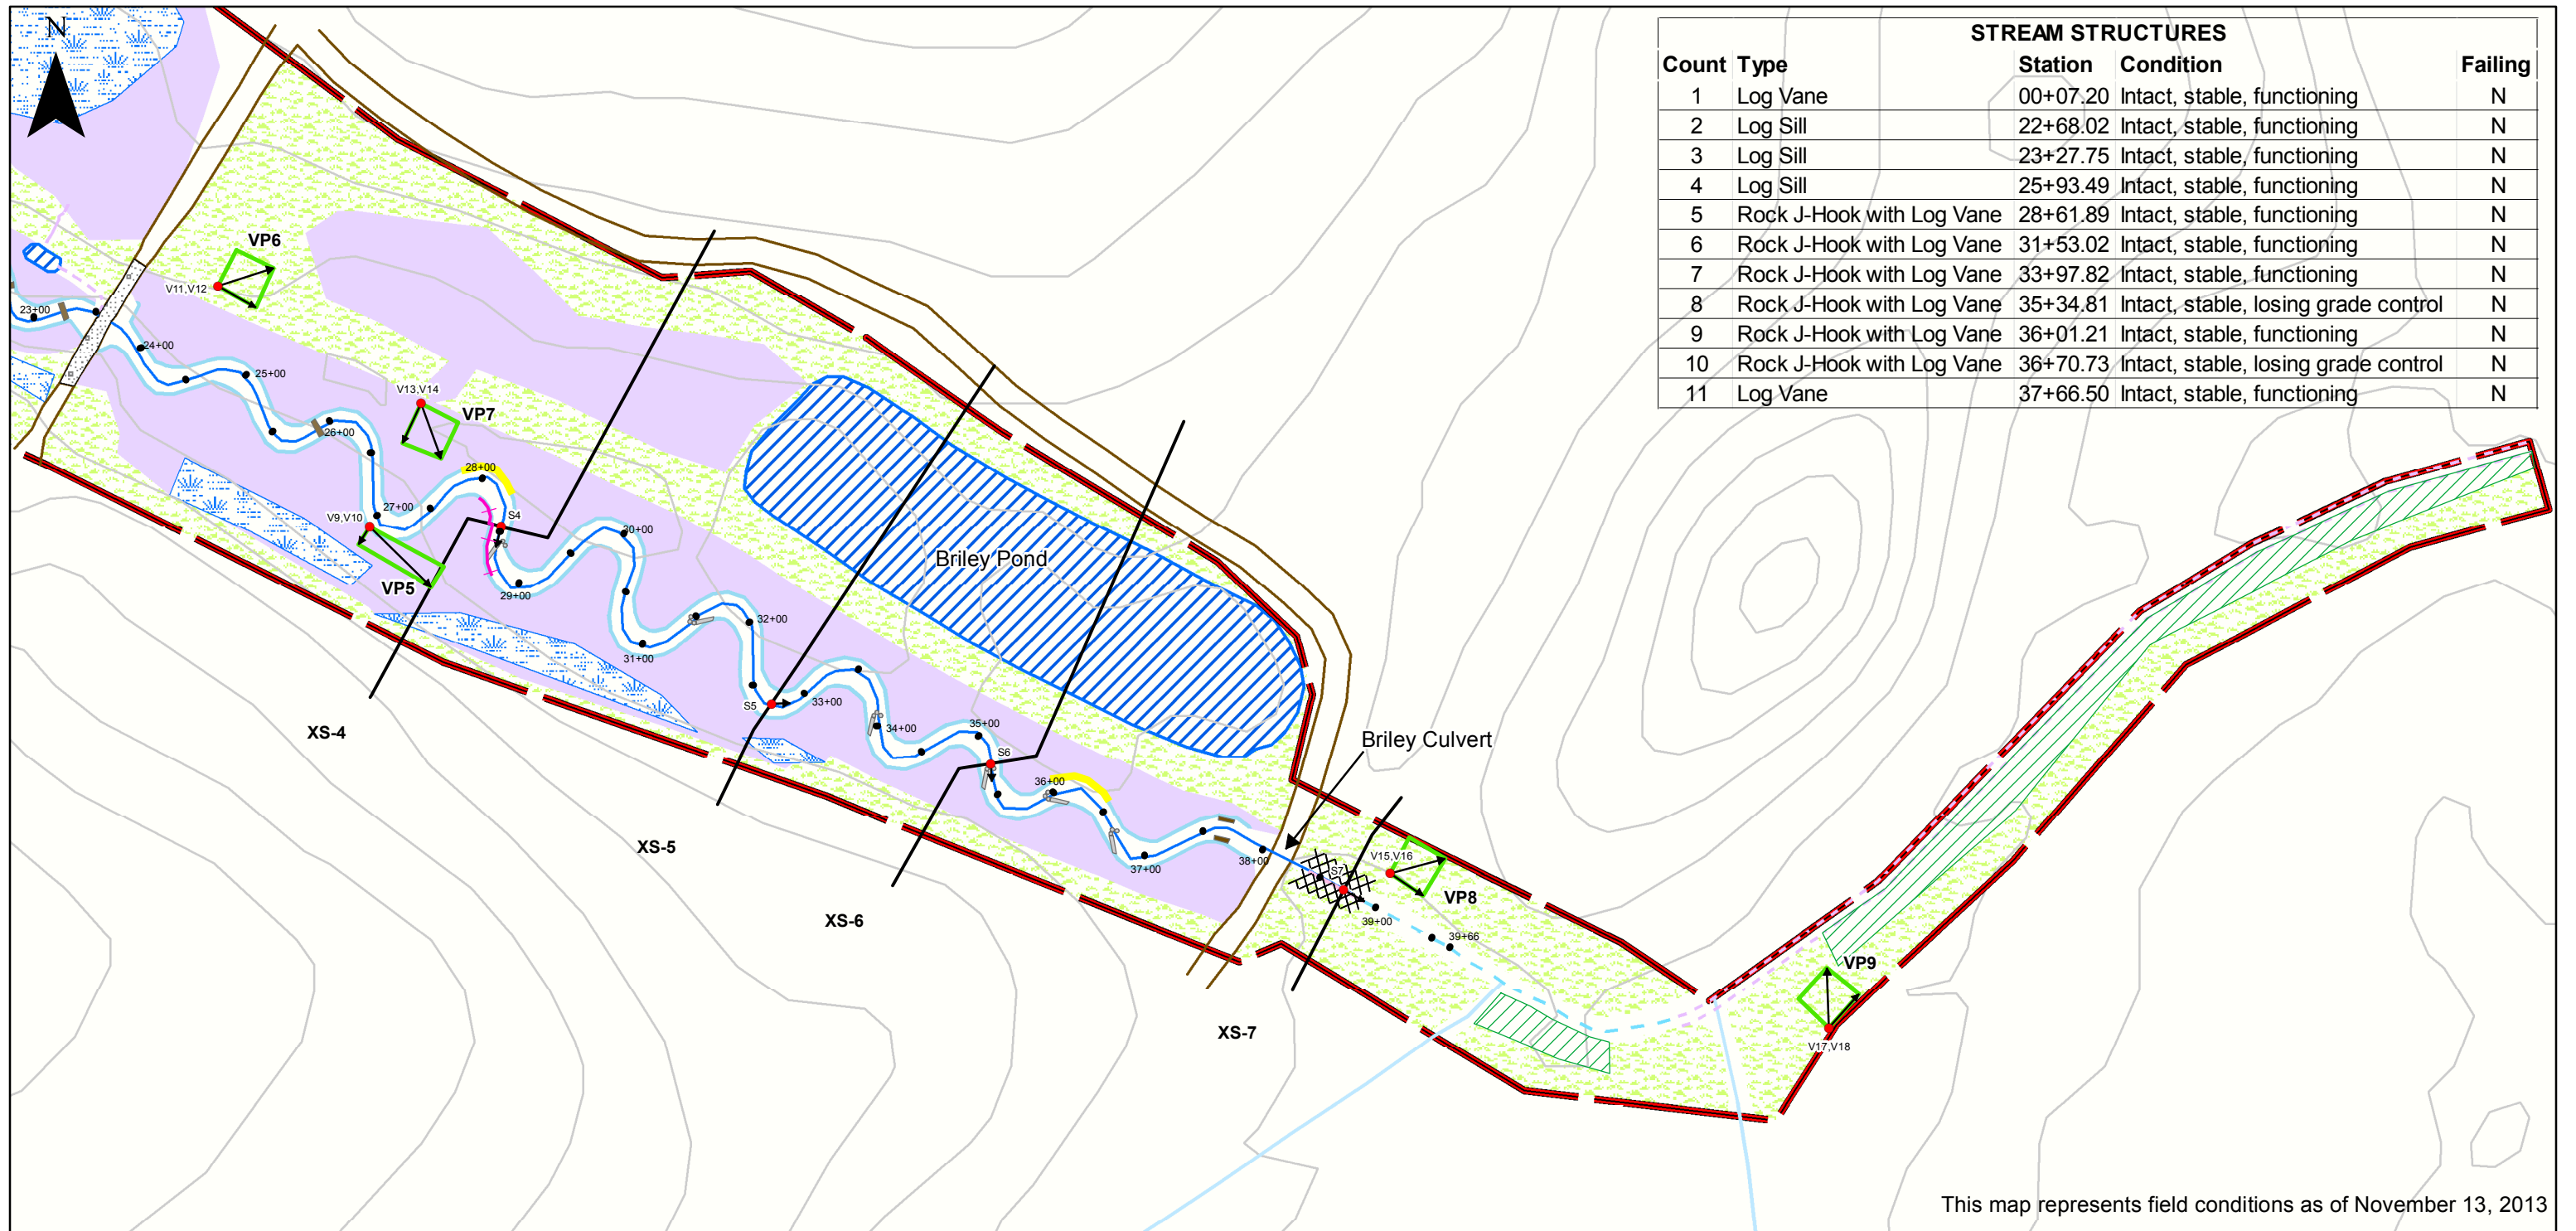 N
STREAM STRUCTURES
Count Type Station Condition Failing
1 Log Vane 00+07.20 Intact, stable, functioning N
2 Log Sill 22+68.02 Intact, stable, functioning N
3 Log Sill 23+27.75 Intact, stable, functioning N
4 Log Sill 25+93.49 Intact, stable, functioning N
5 Rock J-Hook with Log Vane 28+61.89 Intact, stable, functioning N
6 Rock J-Hook with Log Vane 31+53.02 Intact, stable, functioning N
7 Rock J-Hook with Log Vane 33+97.82 Intact, stable, functioning N
8 Rock J-Hook with Log Vane 35+34.81 Intact, stable, losing grade control N
9 Rock J-Hook with Log Vane 36+01.21 Intact, stable, functioning N
10 Rock J-Hook with Log Vane 36+70.73 Intact, stable, losing grade control N
11 Log Vane 37+66.50 Intact, stable, functioning N
VP6
V11,V12
23+00
24+00
25+00
V13,V14
VP7
26+00
28+00
27+00
V9,V10
S4
30+00
VP5
29+00
Briley Pond
32+00
31+00
S5
33+00
XS-4
34+00
35+00
S6
Briley Culvert
36+00
XS-5
37+00
38+00
V15,V16
S7
VP8
XS-6
39+00
39+66
VP9
XS-7
V17,V18
This map represents field conditions as of November 13, 2013